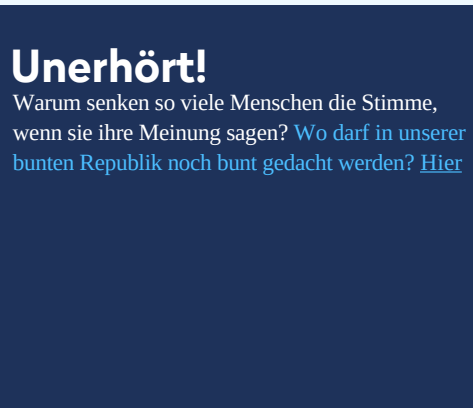 Unerhört!
Warum senken so viele Menschen die Stimme,
wenn sie ihre Meinung sagen? Wo darf in unserer
bunten Republik noch bunt gedacht werden? Hier